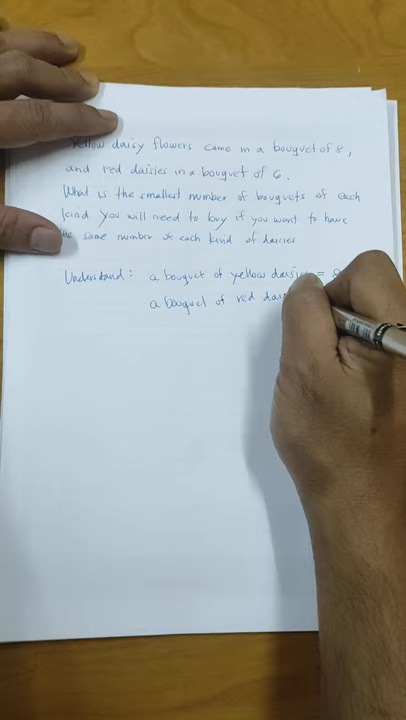 Yellow daisy flowers come in a bouquet of 8,
and red daisies in a bouquet of 6.
What is the smallest number of bouquets of each
kind you will need to buy if you want to have
the same number of each kind of dairies
Understand: a bouquet of yellow daisies = 8
a bouquet of red dai